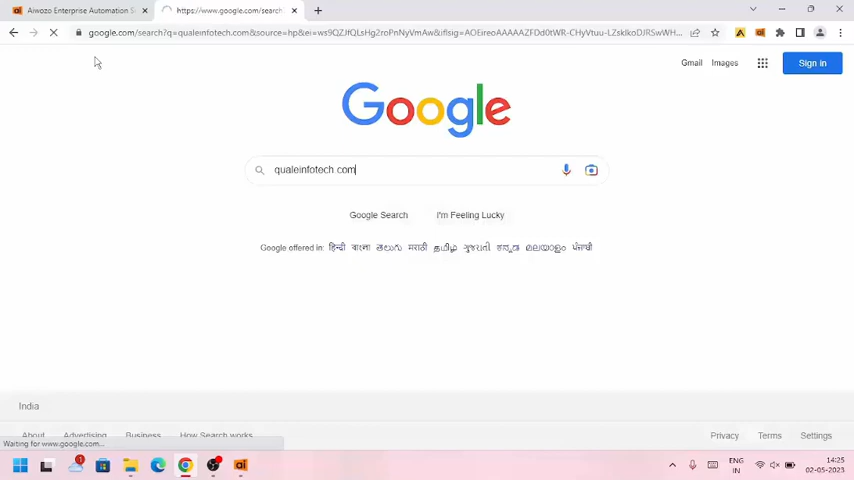 Aiwozo Enterprise Automation S
https://www.google.com/search
google.com/search?q=qualeinfotech.com&source=hp&ei=ws9QZJfQLsHg2roPnNyVmAw&iflsig=AOEireoAAAAAZFDd0tWR-CHyVtuu-LZsklkoDJRSwWH...
Gmail Images Sign in
Google
qualeinfotech.com
Google Search I'm Feeling Lucky
Google offered in: हिन्दी বাংলা తెలుగు मराठी தமிழ் ગુજરાતી ಕನ್ನಡ മലയാളം ਪੰਜਾਬੀ
India
About Advertising Business How Search works Privacy Terms Settings
Waiting for www.google.com...
1
ai
ENG
IN
14:25
02-05-2023